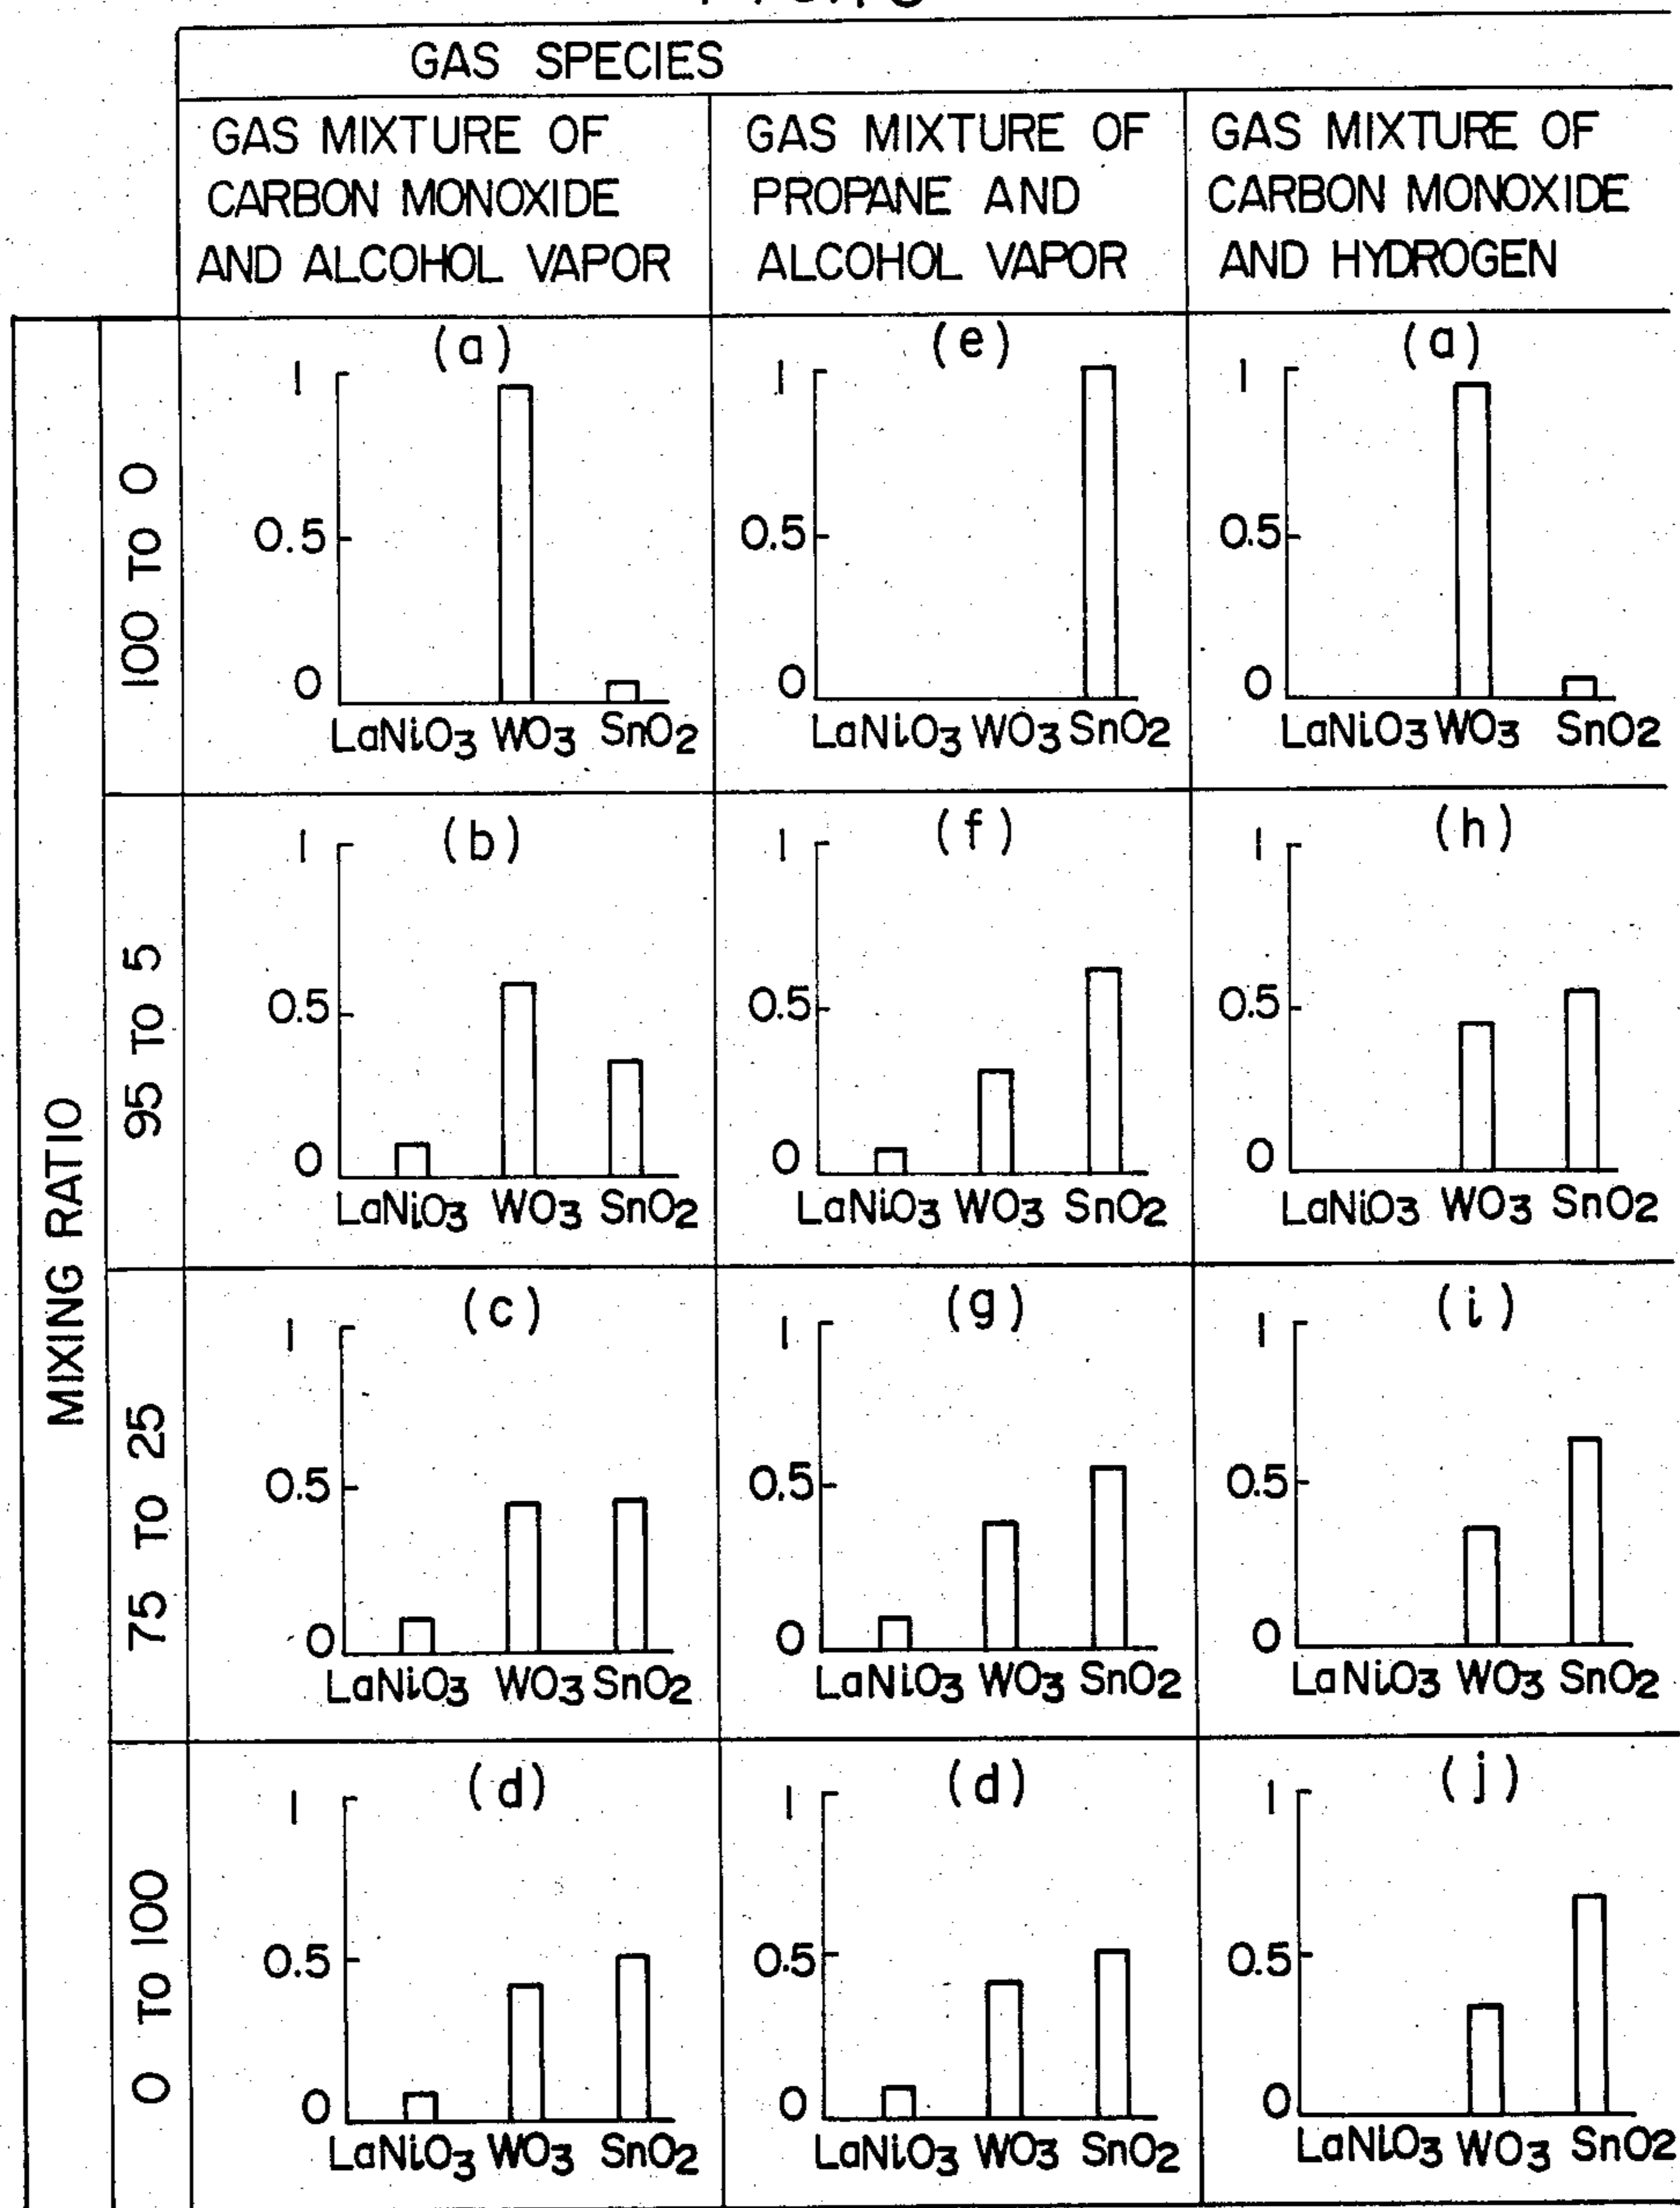 GAS SPECIES
GAS MIXTURE OF
CARBON MONOXIDE
AND ALCOHOL VAPOR
GAS MIXTURE OF
PROPANE AND
ALCOHOL VAPOR
GAS MIXTURE OF
CARBON MONOXIDE
AND HYDROGEN
MIXING RATIO
100 TO 0
(a)
1
0.5
0
LaNiO3 WO3 SnO2
(e)
1
0.5
0
LaNiO3 WO3 SnO2
(a)
1
0.5
0
LaNiO3 WO3 SnO2
95 TO 5
(b)
1
0.5
0
LaNiO3 WO3 SnO2
(f)
1
0.5
0
LaNiO3 WO3 SnO2
(h)
1
0.5
0
LaNiO3 WO3 SnO2
75 TO 25
(c)
1
0.5
0
LaNiO3 WO3 SnO2
(g)
1
0.5
0
LaNiO3 WO3 SnO2
(i)
1
0.5
0
LaNiO3 WO3 SnO2
0 TO 100
(d)
1
0.5
0
LaNiO3 WO3 SnO2
(d)
1
0.5
0
LaNiO3 WO3 SnO2
(j)
1
0.5
0
LaNiO3 WO3 SnO2